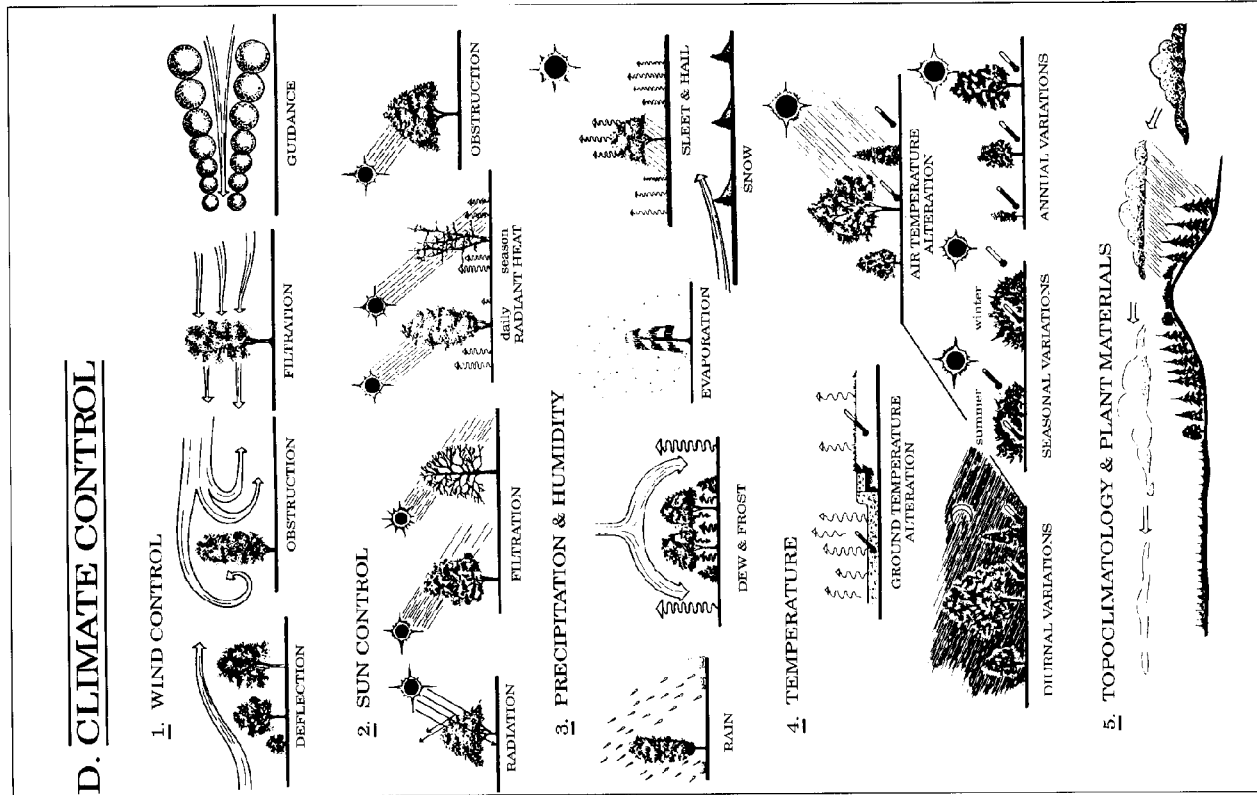 D. CLIMATE CONTROL
1. WIND CONTROL
DEFLECTION
OBSTRUCTION
FILTRATION
GUIDANCE
2. SUN CONTROL
RADIATION
FILTRATION
daily
season
RADIANT HEAT
OBSTRUCTION
3. PRECIPITATION & HUMIDITY
RAIN
DEW & FROST
EVAPORATION
SLEET & HAIL
SNOW
4. TEMPERATURE
GROUND TEMPERATURE
ALTERATION
AIR TEMPERATURE
ALTERATION
DIURNAL VARIATIONS
summer
winter
SEASONAL VARIATIONS
ANNUAL VARIATIONS
5. TOPOCLIMATOLOGY & PLANT MATERIALS